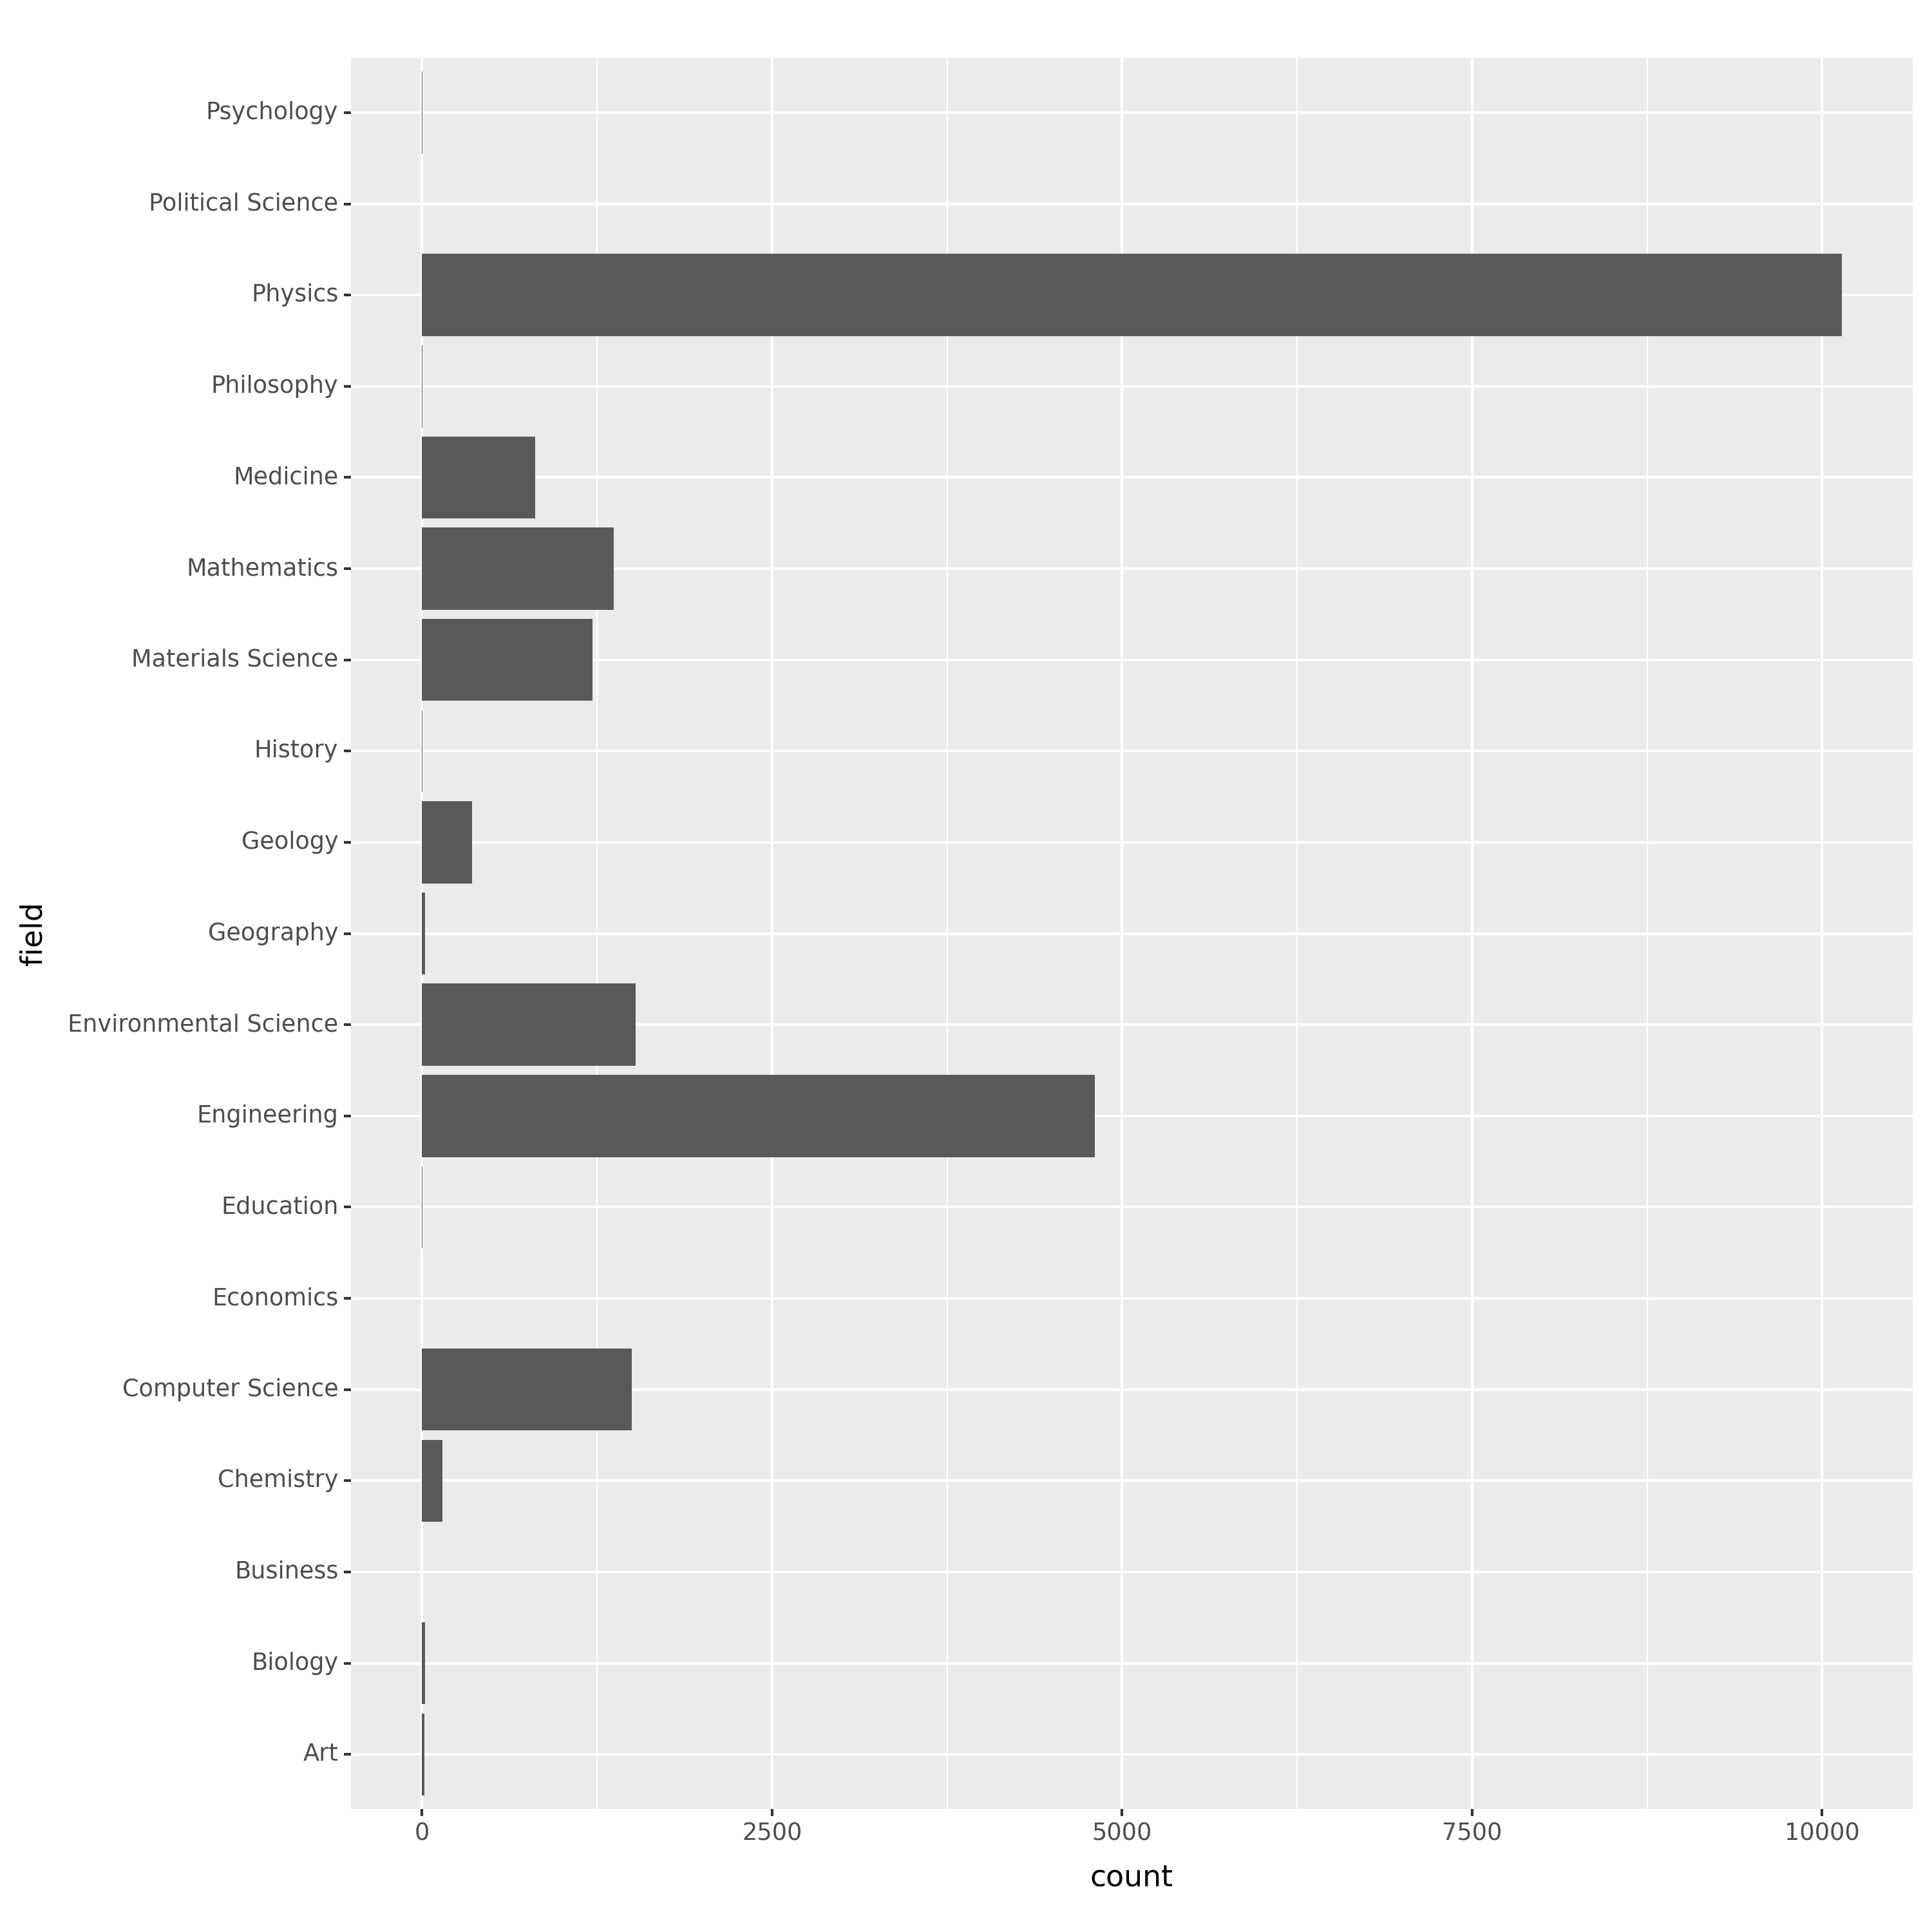 Psychology
Political Science
Physics
Philosophy
Medicine
Mathematics
Materials Science
History
Geology
Geography
Environmental Science
Engineering
Education
Economics
Computer Science
Chemistry
Business
Biology
Art
field
0 2500 5000 7500 10000
count